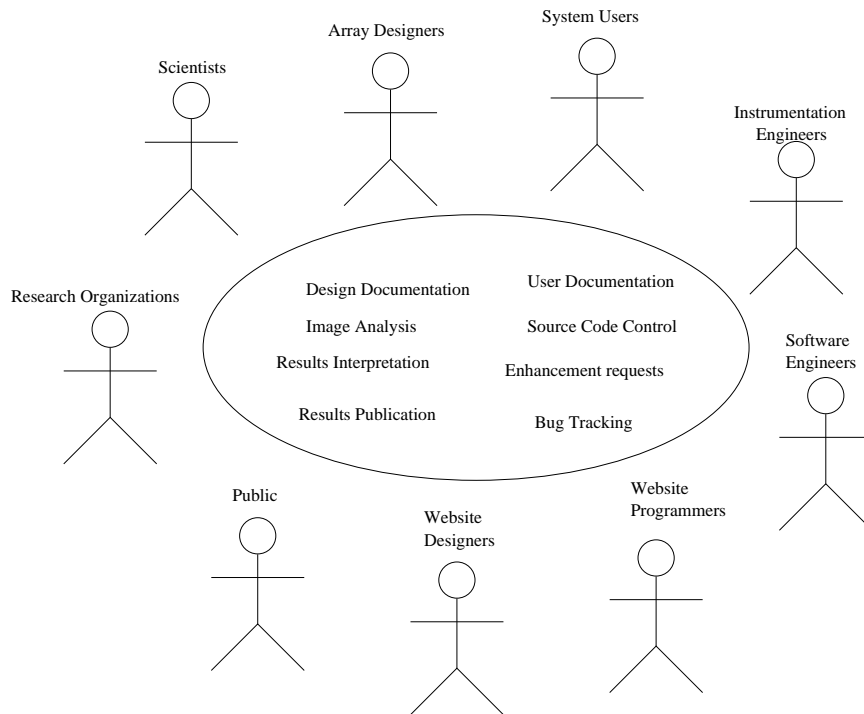 System Users
Array Designers
Scientists
Instrumentation
Engineers
Research Organizations
Design Documentation
User Documentation
Image Analysis
Source Code Control
Results Interpretation
Enhancement requests
Results Publication
Bug Tracking
Software
Engineers
Public
Website
Designers
Website
Programmers